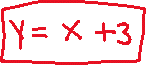 y = x + 3